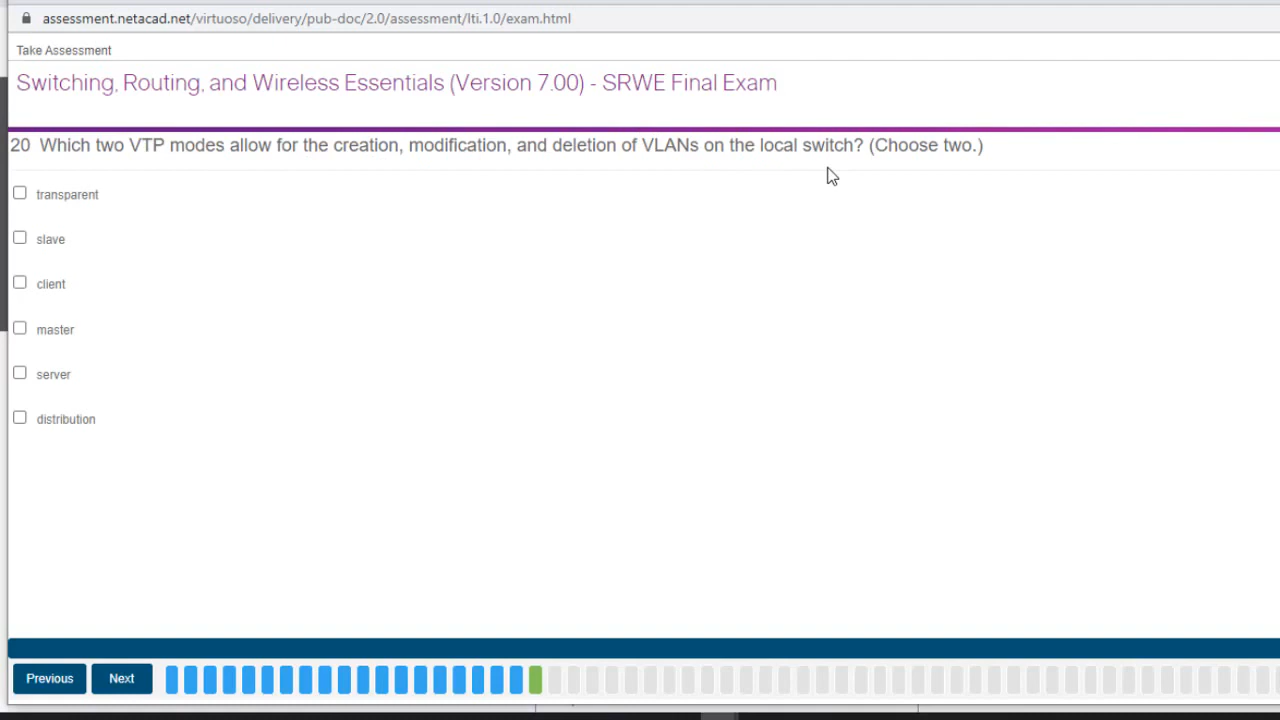 assessment.netacad.net/virtuoso/delivery/pub-doc/2.0/assessment/lti.1.0/exam.html
Take Assessment
Switching, Routing, and Wireless Essentials (Version 7.00) - SRWE Final Exam
20 Which two VTP modes allow for the creation, modification, and deletion of VLANs on the local switch? (Choose two.)
transparent
slave
client
master
server
distribution
Previous Next